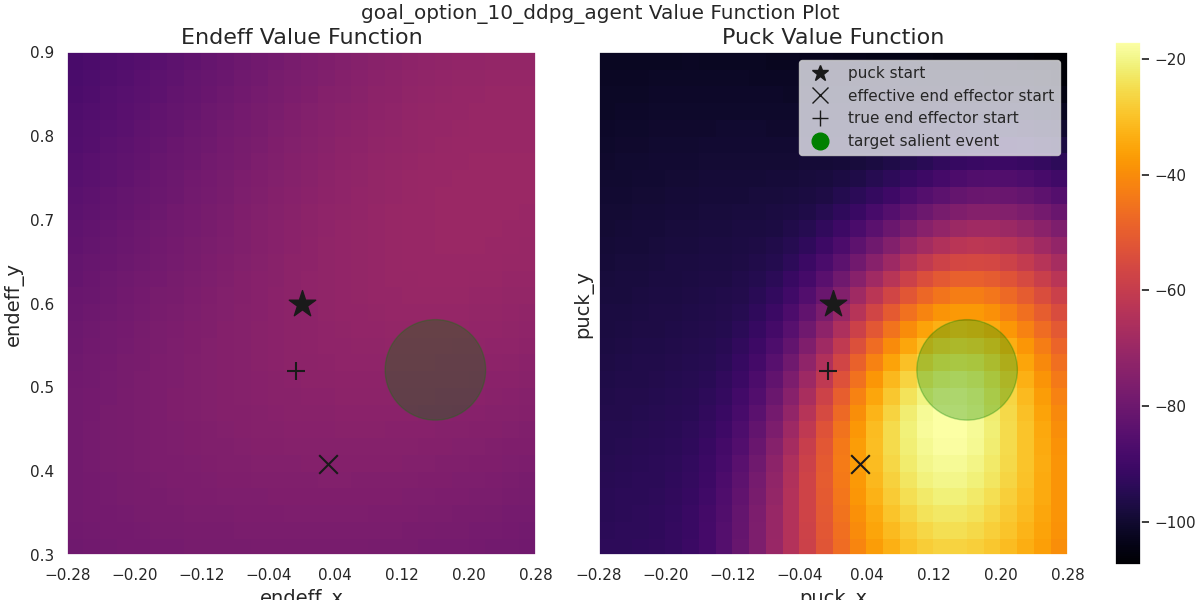 goal_option_10_ddpg_agent Value Function Plot
Endeff Value Function
Puck Value Function
puck start
effective end effector start
true end effector start
target salient event
endeff_y
0.9
0.8
0.7
0.6
0.5
0.4
0.3
−0.28 −0.20 −0.12 −0.04 0.04 0.12 0.20 0.28
endeff_x
puck_y
−0.28 −0.20 −0.12 −0.04 0.04 0.12 0.20 0.28
puck_x
−20
−40
−60
−80
−100